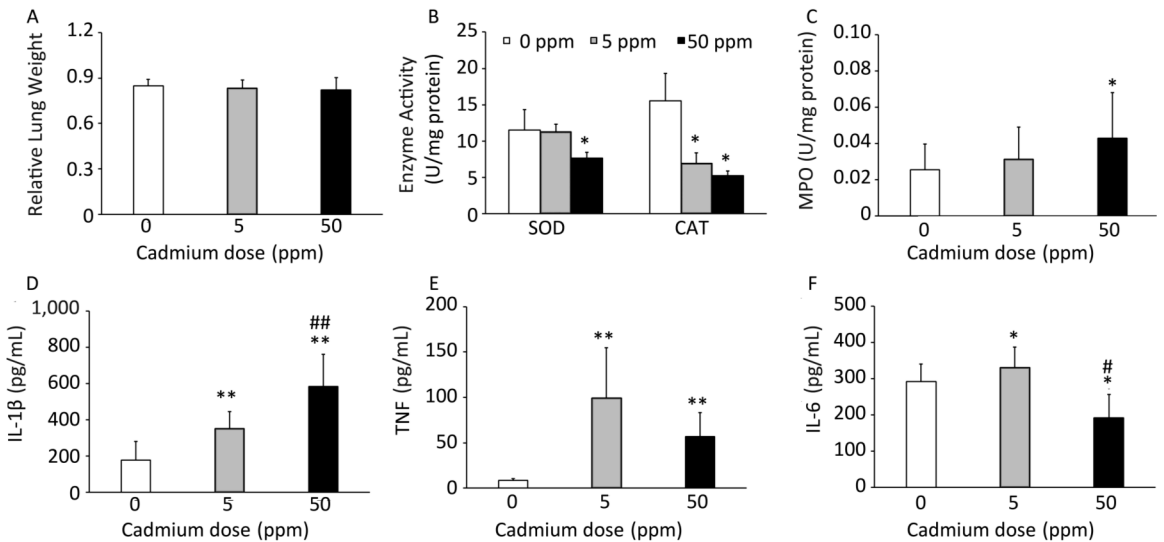 A
Relative Lung Weight
1.2
0.9
0.6
0.3
0
0 5 50
Cadmium dose (ppm)
B
Enzyme Activity
(U/mg protein)
0 ppm 5 ppm 50 ppm
25
20
15
10
5
0
* * *
SOD CAT
C
MPO (U/mg protein)
0.10
0.08
0.06
0.04
0.02
0.00
*
0 5 50
Cadmium dose (ppm)
D
IL-1β (pg/mL)
1,000
800
600
400
200
0
**
##
**
0 5 50
Cadmium dose (ppm)
E
TNF (pg/mL)
200
150
100
50
0
**
**
0 5 50
Cadmium dose (ppm)
F
IL-6 (pg/mL)
500
400
300
200
100
0
*
#
*
0 5 50
Cadmium dose (ppm)